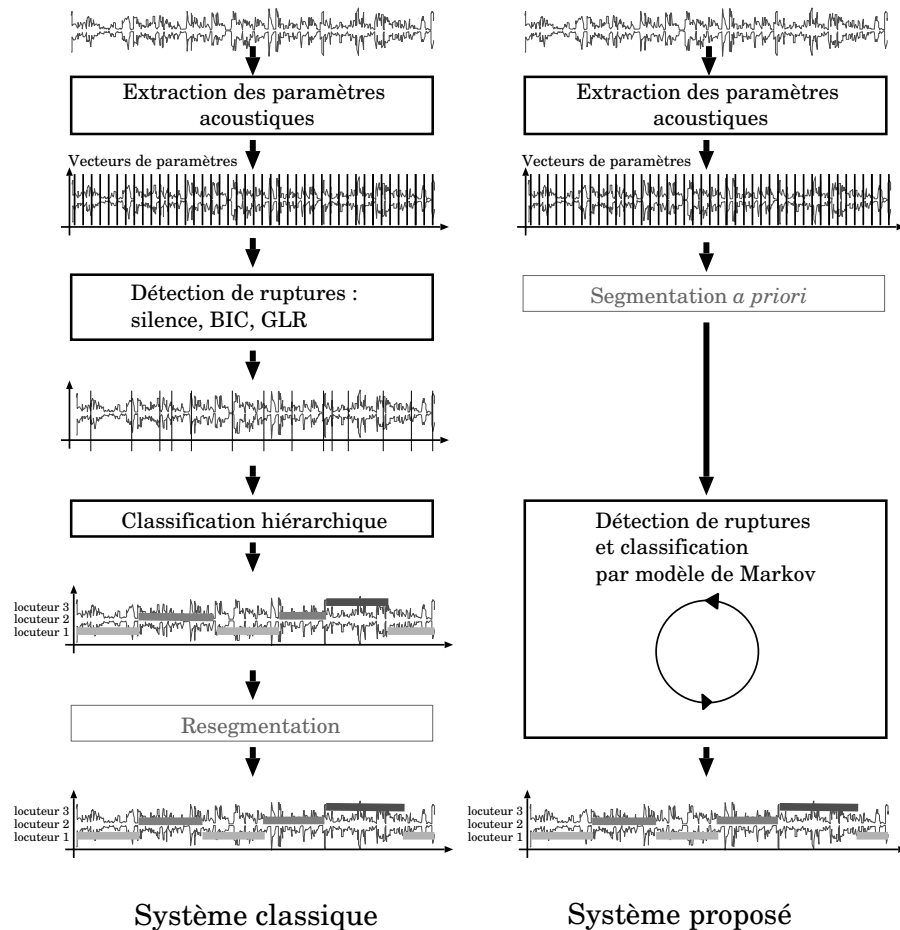 Extraction des paramètres
acoustiques
Vecteurs de paramètres
Détection de ruptures :
silence, BIC, GLR
Classification hiérarchique
locuteur 3
locuteur 2
locuteur 1
Resegmentation
locuteur 3
locuteur 2
locuteur 1
Système classique
Extraction des paramètres
acoustiques
Vecteurs de paramètres
Segmentation a priori
Détection de ruptures
et classification
par modèle de Markov
locuteur 3
locuteur 2
locuteur 1
Système proposé